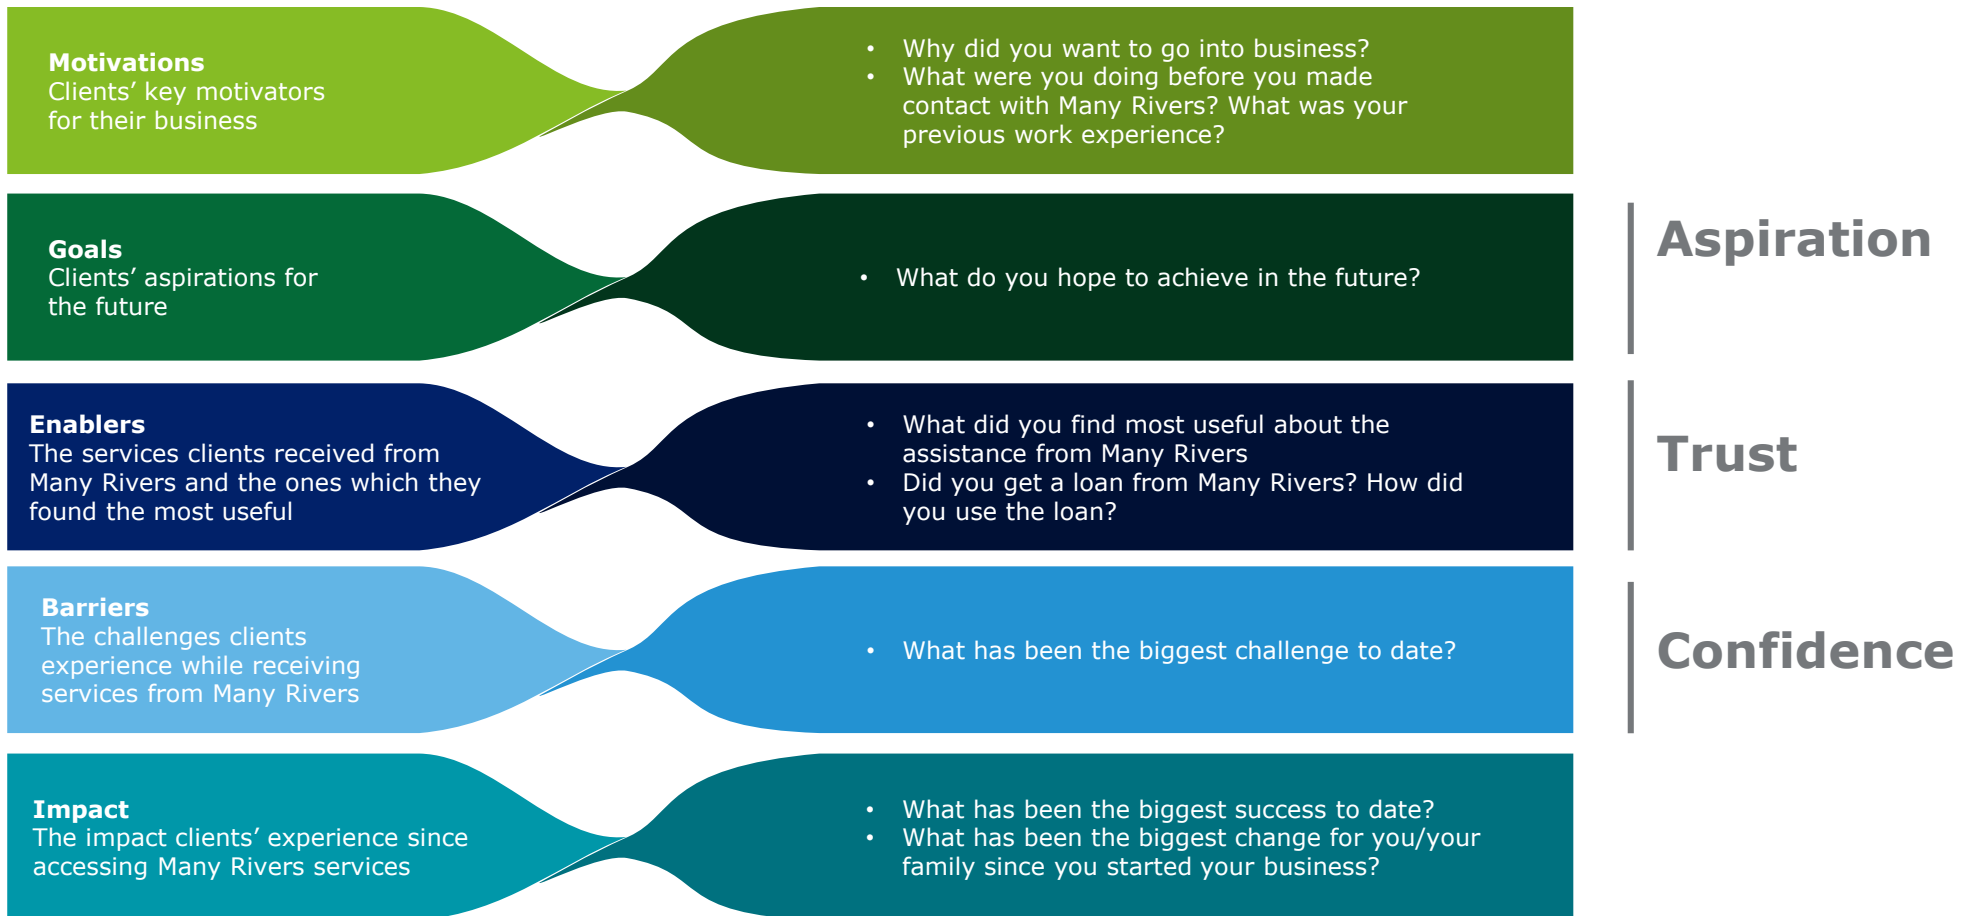 Motivations
Clients’ key motivators
for their business
• Why did you want to go into business?
• What were you doing before you made
contact with Many Rivers? What was your
previous work experience?
Goals
Clients’ aspirations for
the future
• What do you hope to achieve in the future?
Aspiration
Enablers
The services clients received from
Many Rivers and the ones which they
found the most useful
• What did you find most useful about the
assistance from Many Rivers
• Did you get a loan from Many Rivers? How did
you use the loan?
Trust
Barriers
The challenges clients
experience while receiving
services from Many Rivers
• What has been the biggest challenge to date?
Confidence
Impact
The impact clients’ experience since
accessing Many Rivers services
• What has been the biggest success to date?
• What has been the biggest change for you/your
family since you started your business?